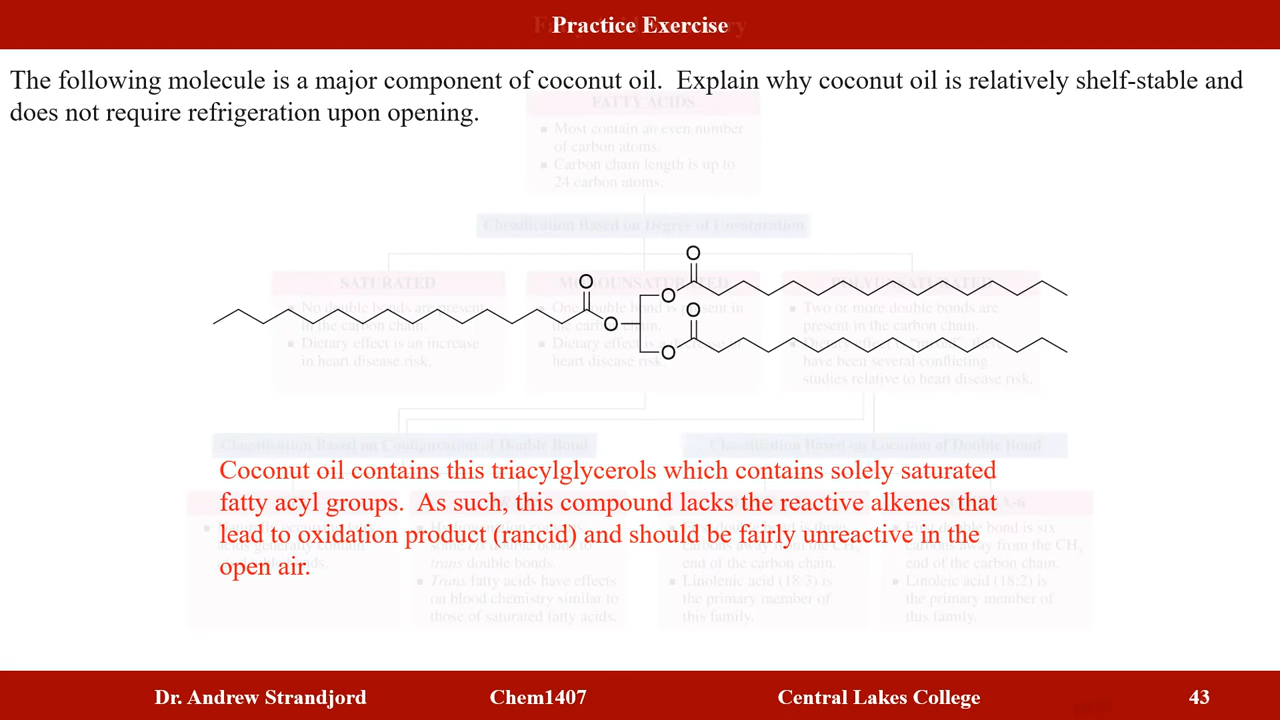 Practice Exercise
The following molecule is a major component of coconut oil.  Explain why coconut oil is relatively shelf-stable and
does not require refrigeration upon opening.
FATTY ACIDS
▪ Most contain an even number
of carbon atoms.
▪ Carbon chain length is up to
24 carbon atoms.
Classification Based on Degree of Unsaturation
SATURATED
MONOUNSATURATED
POLYUNSATURATED
▪ No double bonds are present
in the carbon chain.
▪ Dietary effect is an increase
in heart disease risk.
▪ One double bond is present in
the carbon chain.
▪ Dietary effect is a decrease in
heart disease risk.
▪ Two or more double bonds are
present in the carbon chain.
have been several conflicting
studies relative to heart disease risk.
O
O
O
O
O
O
Classification Based on Configuration of Double Bond
Classification Based on Location of Double Bond
Coconut oil contains this triacylglycerols which contains solely saturated
fatty acyl groups.  As such, this compound lacks the reactive alkenes that
lead to oxidation product (rancid) and should be fairly unreactive in the
open air.
trans double bonds.
▪ Trans fatty acids have effects
on blood chemistry similar to
those of saturated fatty acids.
carbons away from the CH3
end of the carbon chain.
▪ Linolenic acid (18:3) is
the primary member of
this family.
▪ First double bond is six
carbons away from the CH3
end of the carbon chain.
▪ Linoleic acid (18:2) is
the primary member of
this family.
Dr. Andrew Strandjord
Chem1407
Central Lakes College
43